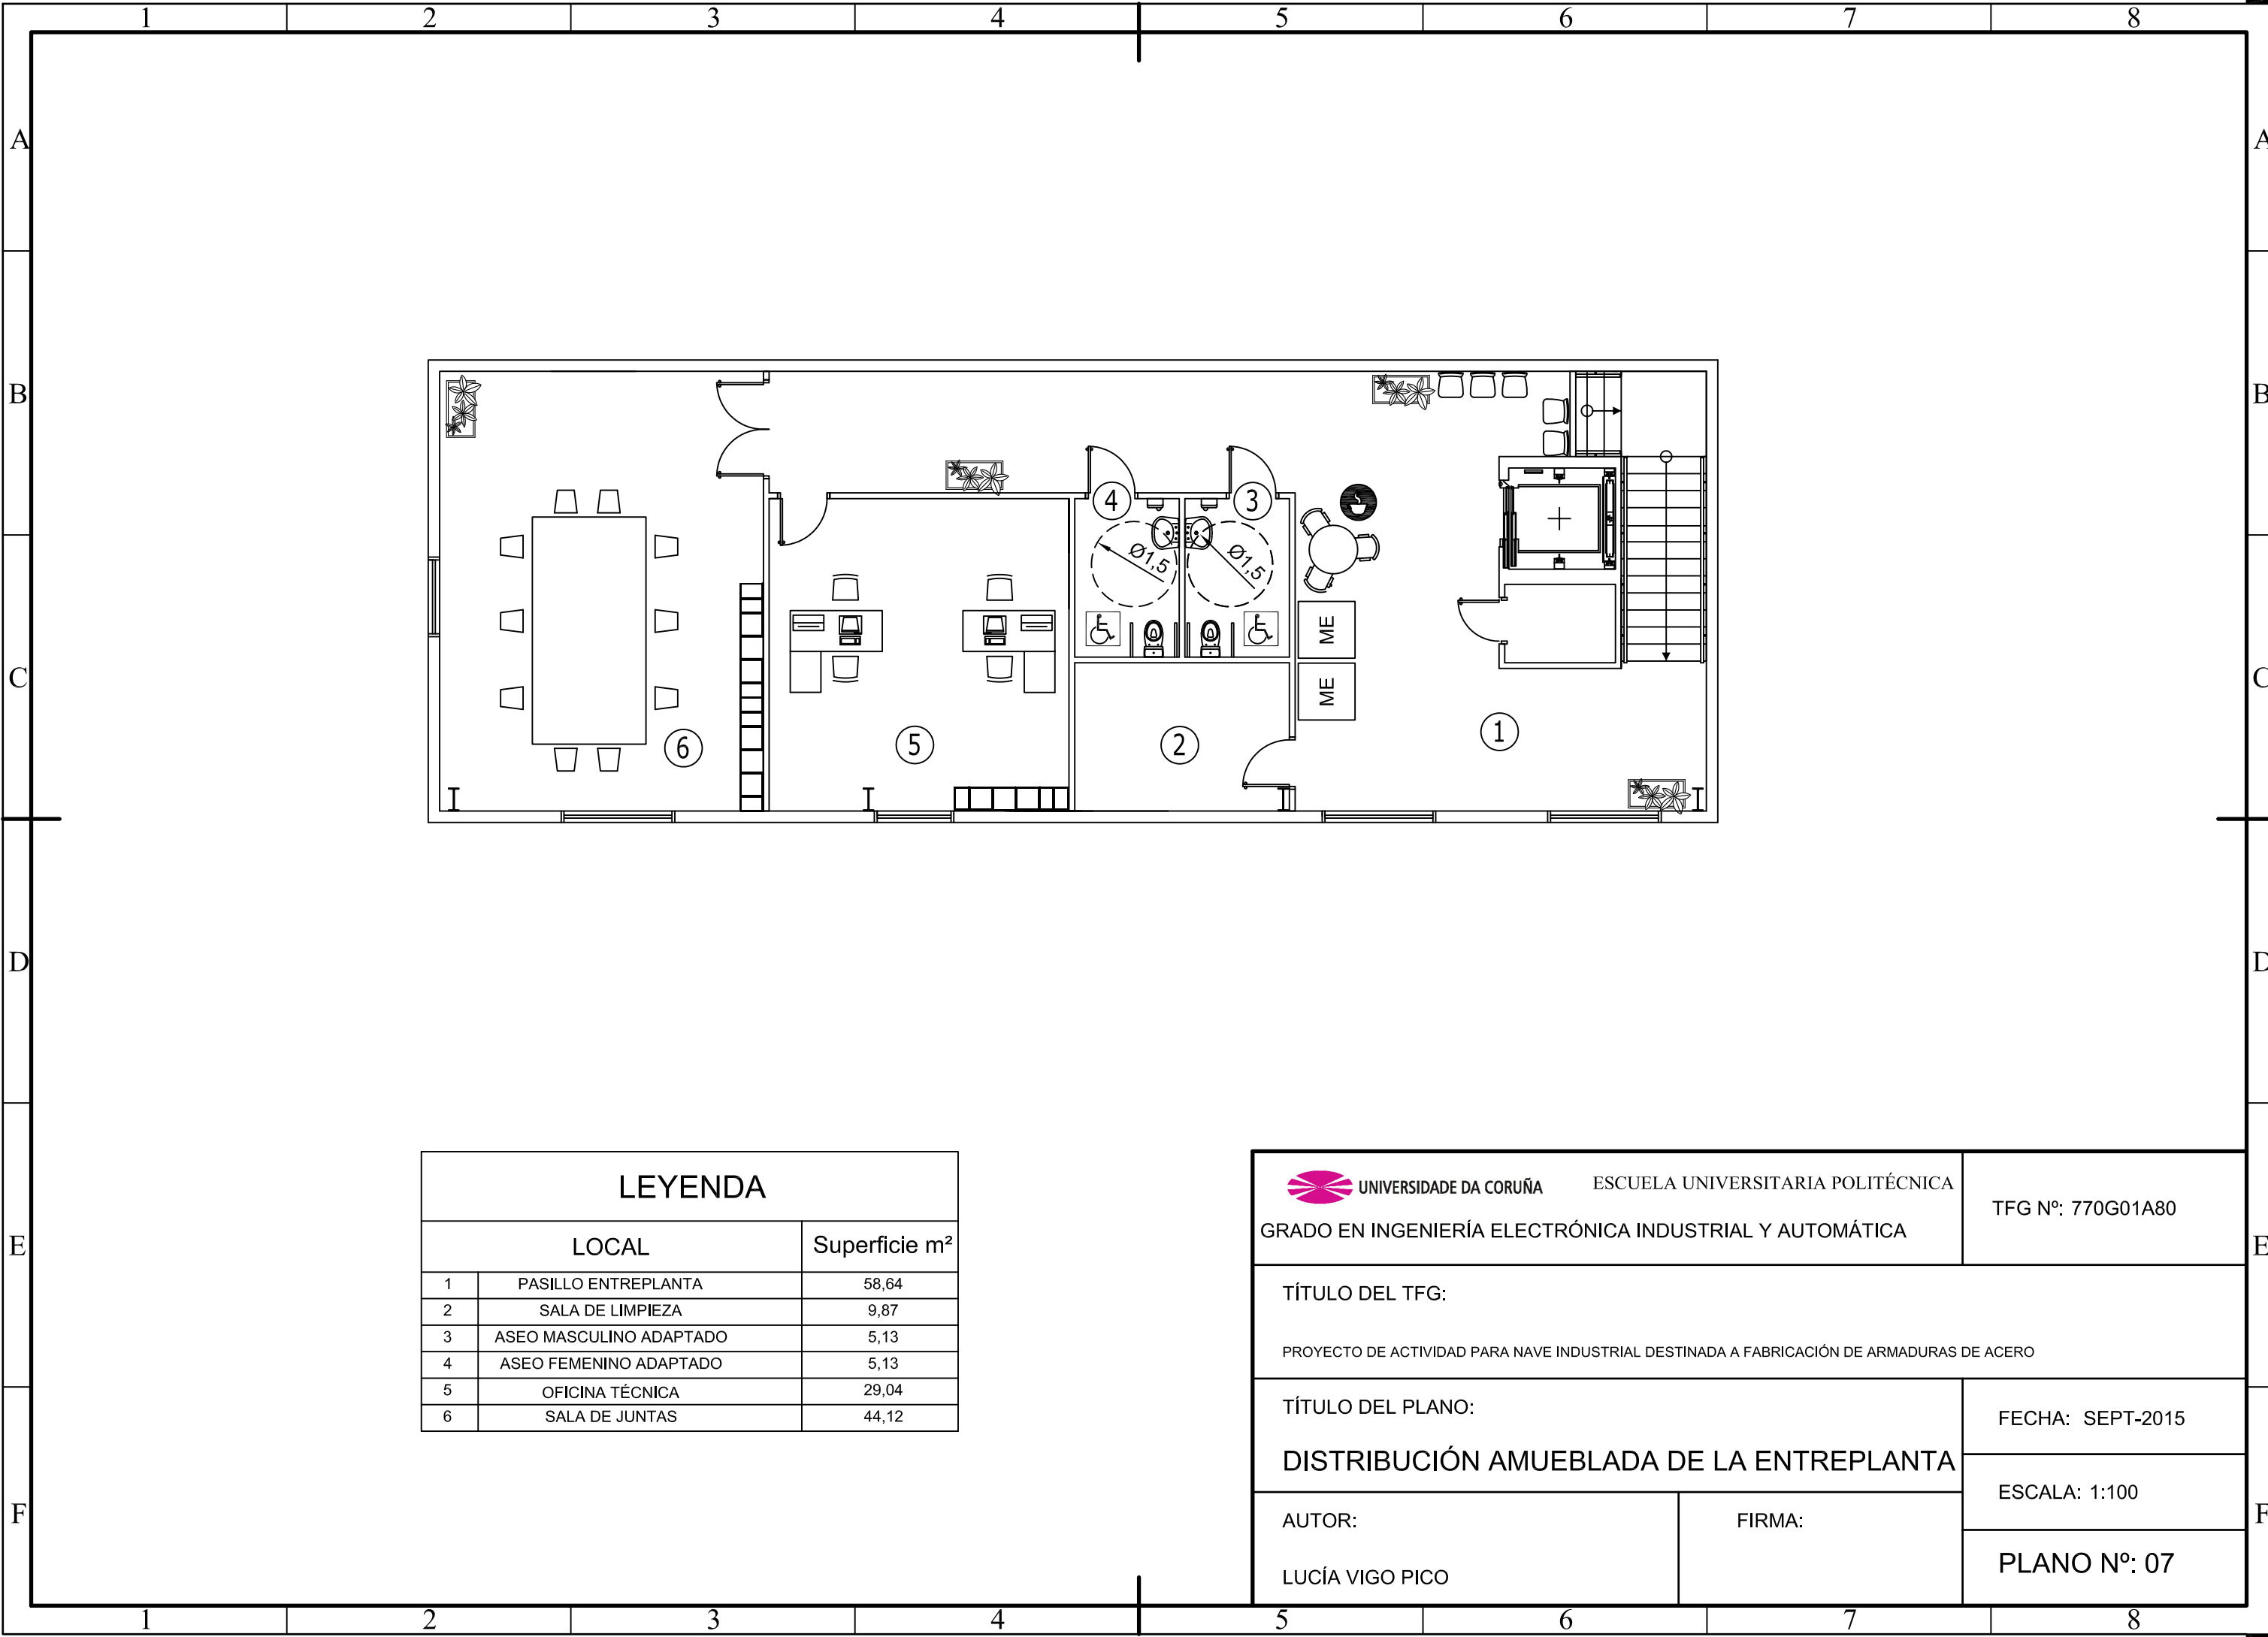 1 2 3 4 5 6 7 8
A A
B B
C C
D D
E E
F F
4 3
Ø1,5 Ø1,5
ME
ME
6 5 2 1
LEYENDA
LOCAL Superficie m²
1 PASILLO ENTREPLANTA 58,64
2 SALA DE LIMPIEZA 9,87
3 ASEO MASCULINO ADAPTADO 5,13
4 ASEO FEMENINO ADAPTADO 5,13
5 OFICINA TÉCNICA 29,04
6 SALA DE JUNTAS 44,12
UNIVERSIDADE DA CORUÑA ESCUELA UNIVERSITARIA POLITÉCNICA
GRADO EN INGENIERÍA ELECTRÓNICA INDUSTRIAL Y AUTOMÁTICA
TFG Nº: 770G01A80
TÍTULO DEL TFG:
PROYECTO DE ACTIVIDAD PARA NAVE INDUSTRIAL DESTINADA A FABRICACIÓN DE ARMADURAS DE ACERO
TÍTULO DEL PLANO:
DISTRIBUCIÓN AMUEBLADA DE LA ENTREPLANTA
FECHA: SEPT-2015
ESCALA: 1:100
AUTOR:
LUCÍA VIGO PICO
FIRMA:
PLANO Nº: 07
1 2 3 4 5 6 7 8